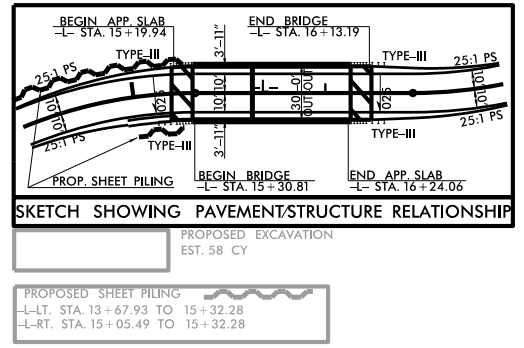 BEGIN APP. SLAB
-L- STA. 15+19.94
END BRIDGE
-L- STA. 16+13.19
TYPE-III
TYPE-III
25:1 PS
25:1 PS
3'-11"
-L-
10'
10'
30'-0"
OUT-OUT
10'
10'
10'
10'
3'-11"
25:1 PS
25:1 PS
TYPE-III
TYPE-III
PROP. SHEET PILING
BEGIN BRIDGE
-L- STA. 15+30.81
END APP. SLAB
-L- STA. 16+24.06
SKETCH SHOWING PAVEMENT/STRUCTURE RELATIONSHIP
PROPOSED EXCAVATION
EST. 58 CY
PROPOSED SHEET PILING
-L-LT. STA. 13+67.93 TO 15+32.28
-L-RT. STA. 15+05.49 TO 15+32.28